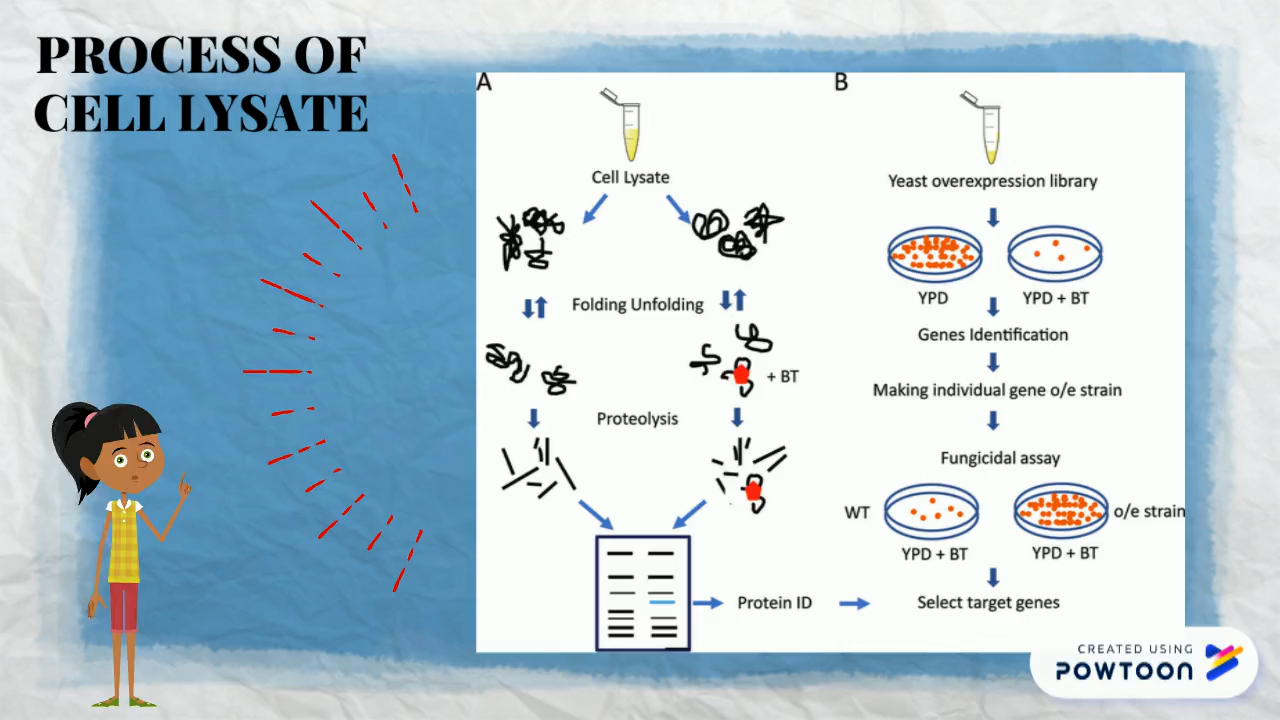 PROCESS OF
CELL LYSATE
A
Cell Lysate
Folding Unfolding
+ BT
Proteolysis
Protein ID
B
Yeast overexpression library
YPD
YPD + BT
Genes Identification
Making individual gene o/e strain
Fungicidal assay
WT
o/e strain
YPD + BT
YPD + BT
Select target genes
CREATED USING
POWTOON